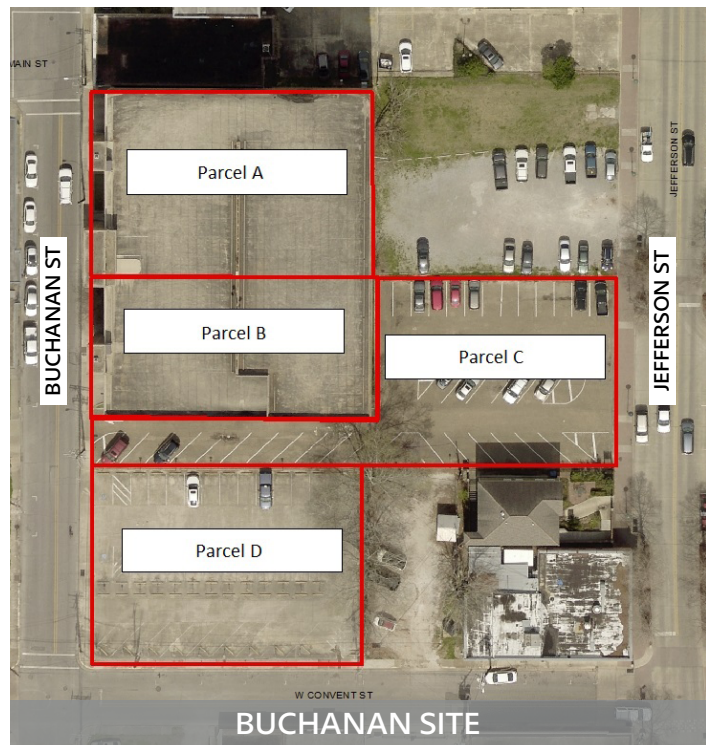 MAIN ST
Parcel A
JEFFERSON ST
BUCHANAN ST
JEFFERSON ST
Parcel B
Parcel C
Parcel D
W CONVENT ST
BUCHANAN SITE